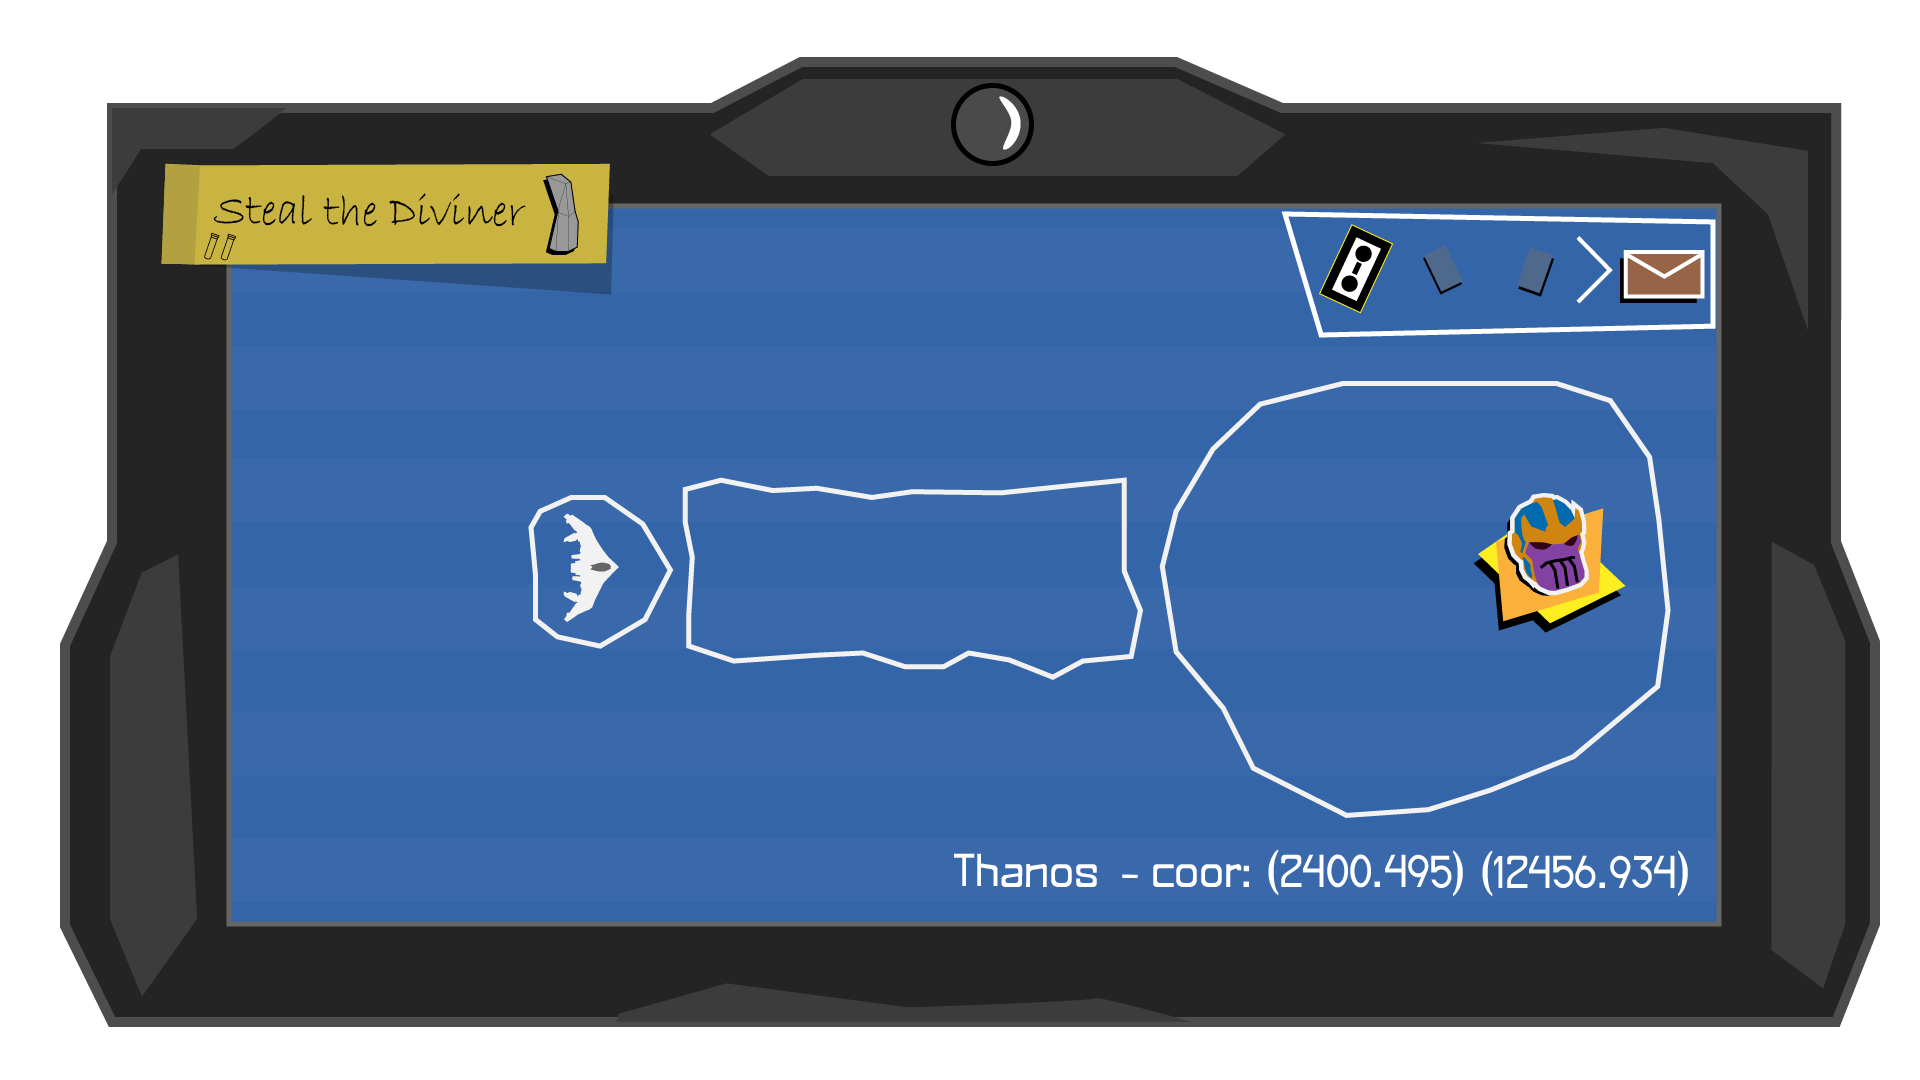 Steal the Diviner
Thanos - coor: (2400.495) (12456.934)